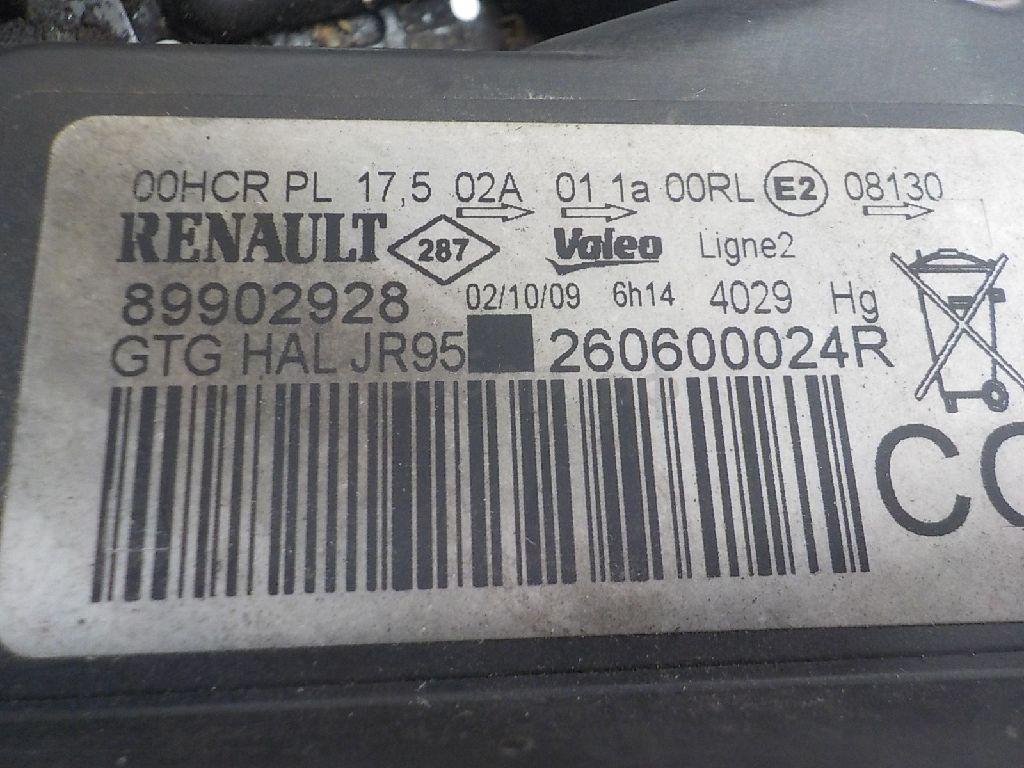 00HCR PL 17,5 02A 01 1a 00RL E2 08130
RENAULT 287 Valeo Ligne2
89902928 02/10/09 6h14 4029 Hg
GTG HAL JR95 260600024R